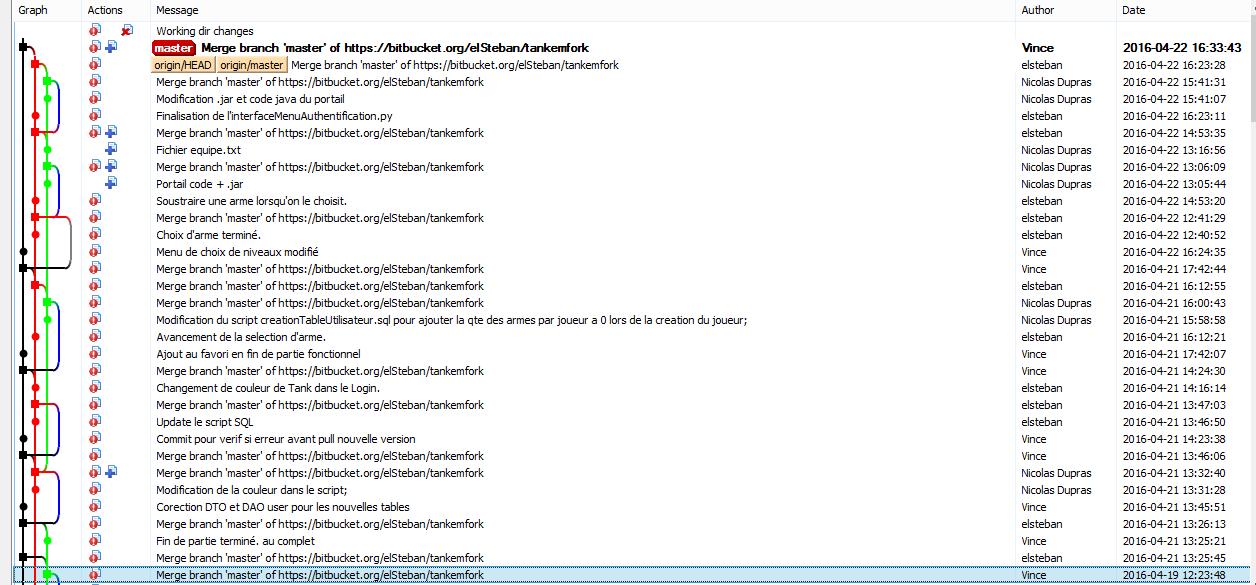 Graph Actions Message Author Date
Working dir changes
master Merge branch 'master' of https://bitbucket.org/elSteban/tankemfork Vince 2016-04-22 16:33:43
origin/HEAD origin/master Merge branch 'master' of https://bitbucket.org/elSteban/tankemfork elsteban 2016-04-22 16:23:28
Merge branch 'master' of https://bitbucket.org/elSteban/tankemfork Nicolas Dupras 2016-04-22 15:41:31
Modification .jar et code java du portail Nicolas Dupras 2016-04-22 15:41:07
Finalisation de l'interfaceMenuAuthentification.py elsteban 2016-04-22 16:23:11
Merge branch 'master' of https://bitbucket.org/elSteban/tankemfork elsteban 2016-04-22 14:53:35
Fichier equipe.txt Nicolas Dupras 2016-04-22 13:16:56
Merge branch 'master' of https://bitbucket.org/elSteban/tankemfork Nicolas Dupras 2016-04-22 13:06:09
Portail code + .jar Nicolas Dupras 2016-04-22 13:05:44
Soustraire une arme lorsqu'on le choisit. elsteban 2016-04-22 14:53:20
Merge branch 'master' of https://bitbucket.org/elSteban/tankemfork elsteban 2016-04-22 12:41:29
Choix d'arme terminé. elsteban 2016-04-22 12:40:52
Menu de choix de niveaux modifié Vince 2016-04-22 16:24:35
Merge branch 'master' of https://bitbucket.org/elSteban/tankemfork Vince 2016-04-21 17:42:44
Merge branch 'master' of https://bitbucket.org/elSteban/tankemfork elsteban 2016-04-21 16:12:55
Merge branch 'master' of https://bitbucket.org/elSteban/tankemfork Nicolas Dupras 2016-04-21 16:00:43
Modification du script creationTableUtilisateur.sql pour ajouter la qte des armes par joueur a 0 lors de la creation du joueur; Nicolas Dupras 2016-04-21 15:58:58
Avancement de la selection d'arme. elsteban 2016-04-21 16:12:21
Ajout au favori en fin de partie fonctionnel Vince 2016-04-21 17:42:07
Merge branch 'master' of https://bitbucket.org/elSteban/tankemfork Vince 2016-04-21 14:24:30
Changement de couleur de Tank dans le Login. elsteban 2016-04-21 14:16:14
Merge branch 'master' of https://bitbucket.org/elSteban/tankemfork elsteban 2016-04-21 13:47:03
Update le script SQL elsteban 2016-04-21 13:46:50
Commit pour verif si erreur avant pull nouvelle version Vince 2016-04-21 14:23:38
Merge branch 'master' of https://bitbucket.org/elSteban/tankemfork Vince 2016-04-21 13:46:06
Merge branch 'master' of https://bitbucket.org/elSteban/tankemfork Nicolas Dupras 2016-04-21 13:32:40
Modification de la couleur dans le script; Nicolas Dupras 2016-04-21 13:31:28
Corection DTO et DAO user pour les nouvelles tables Vince 2016-04-21 13:45:51
Merge branch 'master' of https://bitbucket.org/elSteban/tankemfork elsteban 2016-04-21 13:26:13
Fin de partie terminé. au complet Vince 2016-04-21 13:25:21
Merge branch 'master' of https://bitbucket.org/elSteban/tankemfork elsteban 2016-04-21 13:25:45
Merge branch 'master' of https://bitbucket.org/elSteban/tankemfork Vince 2016-04-19 12:23:48